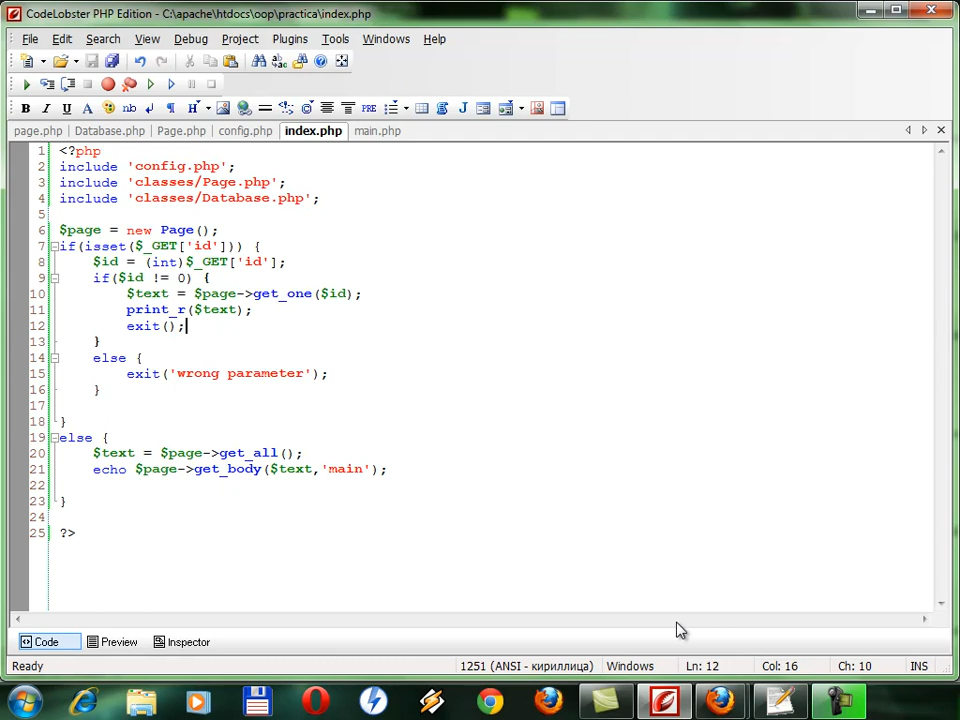 CodeLobster PHP Edition - C:\apache\htdocs\oop\practica\index.php
File Edit Search View Debug Project Plugins Tools Windows Help
B I U A nb H PRE J
page.php Database.php Page.php config.php index.php main.php
1 <?php
2 include 'config.php';
3 include 'classes/Page.php';
4 include 'classes/Database.php';
5
6 $page = new Page();
7 if(isset($_GET['id'])) {
8 $id = (int)$_GET['id'];
9 if($id != 0) {
10 $text = $page->get_one($id);
11 print_r($text);
12 exit();
13 }
14 else {
15 exit('wrong parameter');
16 }
17
18 }
19 else {
20 $text = $page->get_all();
21 echo $page->get_body($text,'main');
22
23 }
24
25 ?>
Code Preview Inspector
Ready 1251 (ANSI - кириллица) Windows Ln: 12 Col: 16 Ch: 10 INS